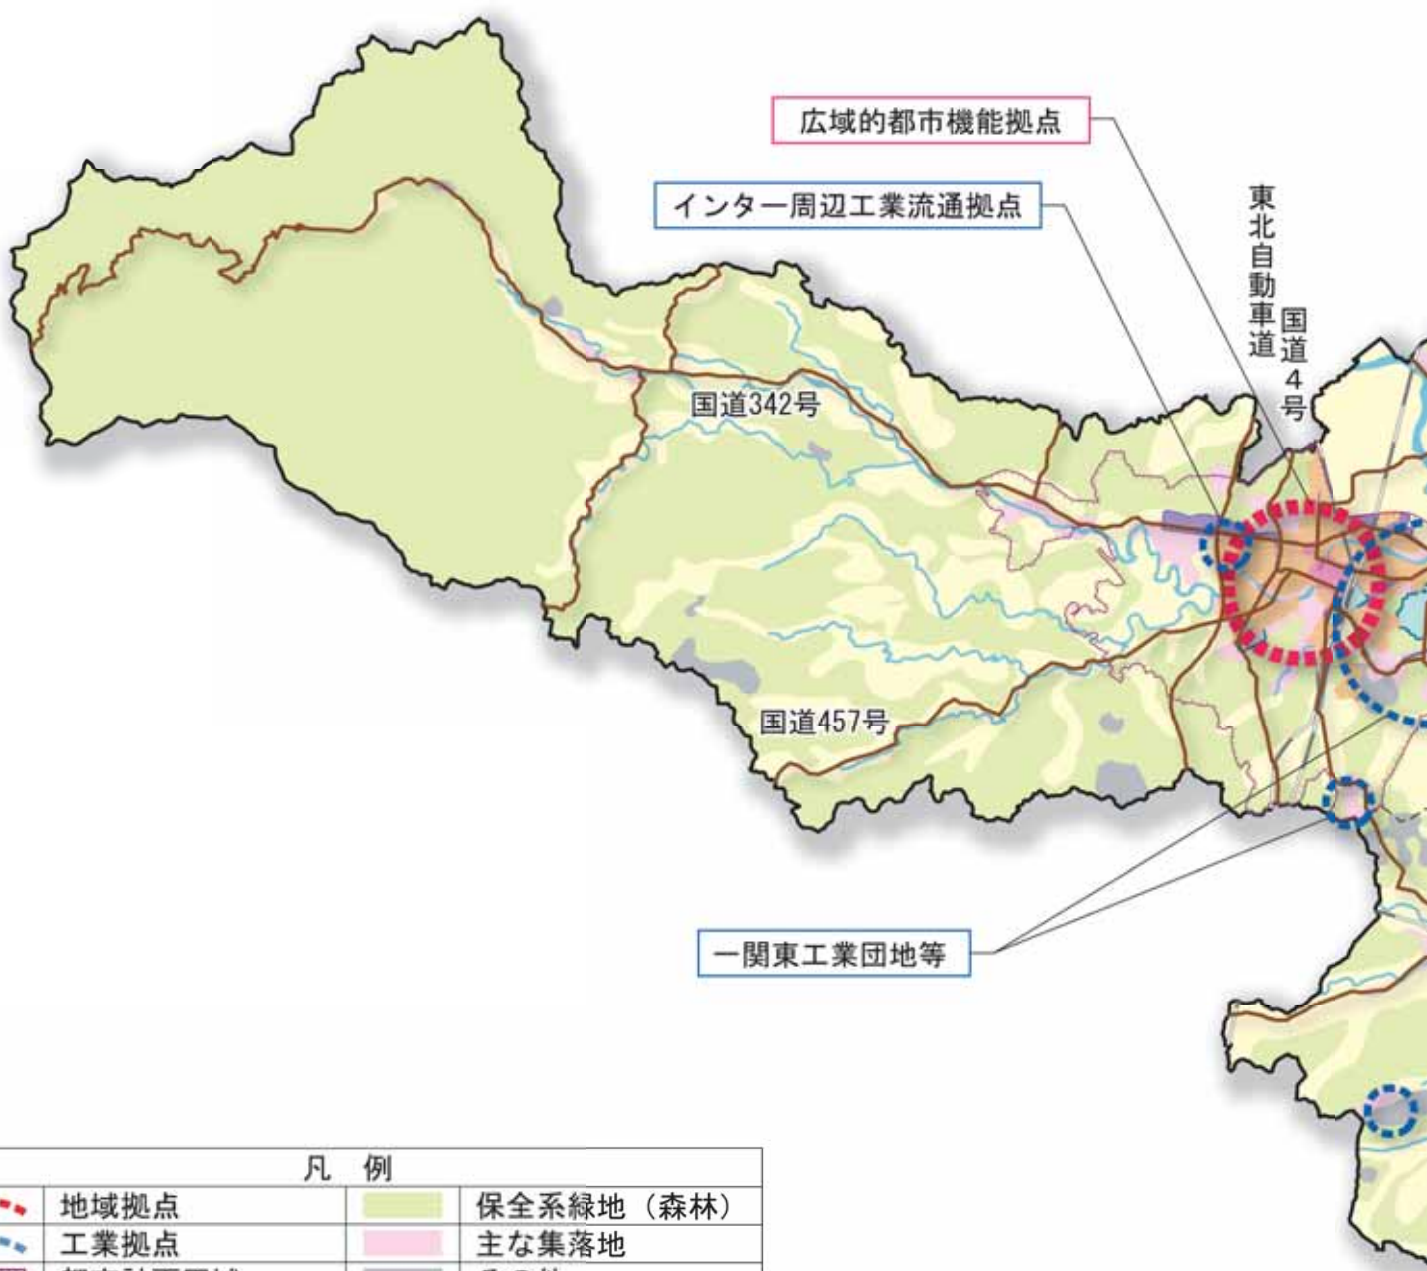 広域的都市機能拠点
インター周辺工業流通拠点
東北自動車道
国道4号
国道342号
国道457号
一関東工業団地等
凡 例
地域拠点
保全系緑地（森林）
工業拠点
主な集落地